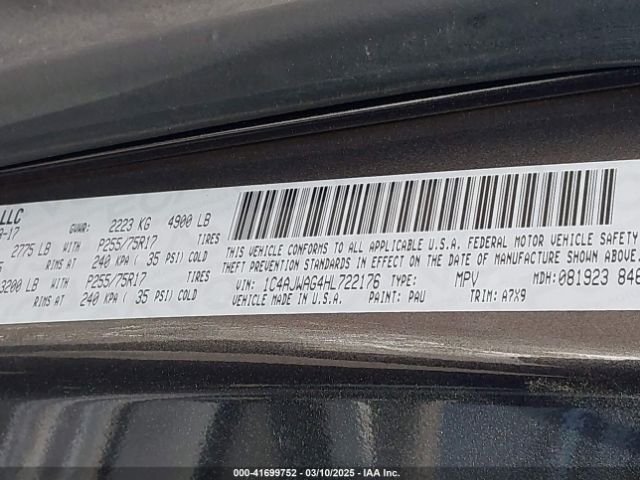 LLC
-17
GVWR: 2223 KG 4900 LB
2775 LB WITH P255/75R17 TIRES
RIMS AT 240 KPA ( 35 PSI) COLD
3200 LB WITH P255/75R17 TIRES
RIMS AT 240 KPA ( 35 PSI) COLD
THIS VEHICLE CONFORMS TO ALL APPLICABLE U.S.A. FEDERAL MOTOR VEHICLE SAFETY
THEFT PREVENTION STANDARDS IN EFFECT ON THE DATE OF MANUFACTURE SHOWN ABOVE.
VIN: 1C4AJWAG4HL722176 TYPE: MPV MDH: 081923 848
VEHICLE MADE IN U.S.A. PAINT: PAU TRIM: A7X9
000-41699752 — 03/10/2025 — IAA Inc.